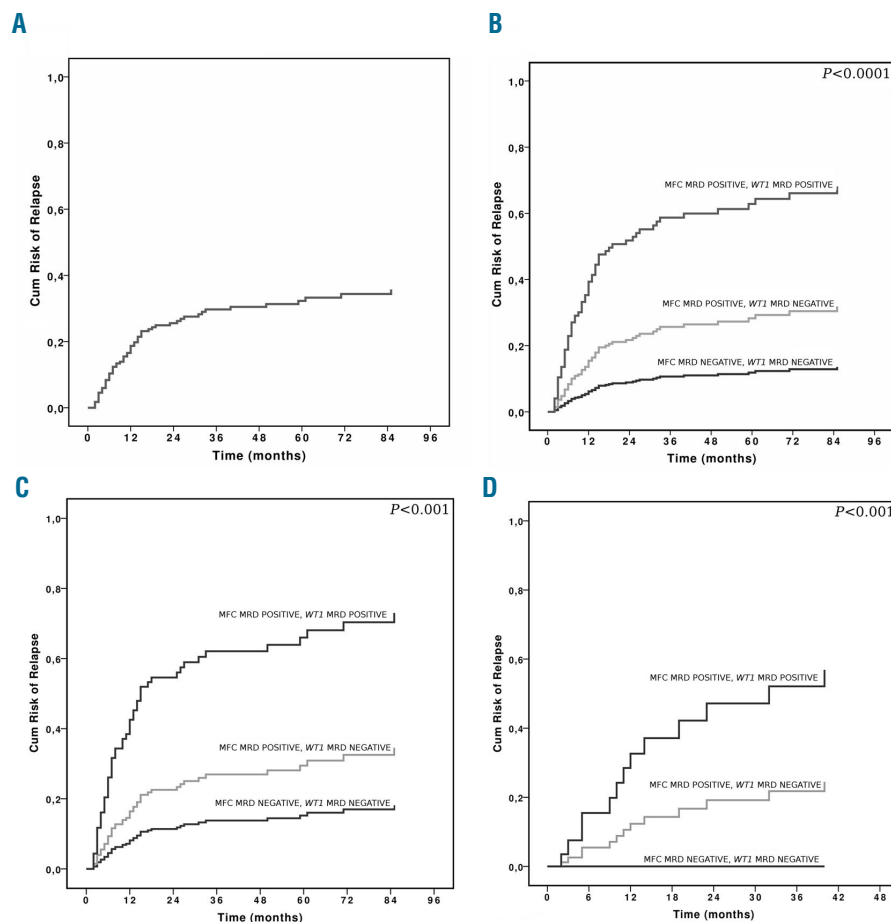 A
1,0
0,8
0,6
0,4
0,2
0,0
Cum Risk of Relapse
0 12 24 36 48 60 72 84 96
Time (months)
B
P<0.0001
1,0
0,8
0,6
0,4
0,2
0,0
Cum Risk of Relapse
MFC MRD POSITIVE, WT1 MRD POSITIVE
MFC MRD POSITIVE, WT1 MRD NEGATIVE
MFC MRD NEGATIVE, WT1 MRD NEGATIVE
0 12 24 36 48 60 72 84 96
Time (months)
C
P<0.001
1,0
0,8
0,6
0,4
0,2
0,0
Cum Risk of Relapse
MFC MRD POSITIVE, WT1 MRD POSITIVE
MFC MRD POSITIVE, WT1 MRD NEGATIVE
MFC MRD NEGATIVE, WT1 MRD NEGATIVE
0 12 24 36 48 60 72 84 96
Time (months)
D
P<0.001
1,0
0,8
0,6
0,4
0,2
0,0
Cum Risk of Relapse
MFC MRD POSITIVE, WT1 MRD POSITIVE
MFC MRD POSITIVE, WT1 MRD NEGATIVE
MFC MRD NEGATIVE, WT1 MRD NEGATIVE
0 6 12 18 24 30 36 42 48
Time (months)